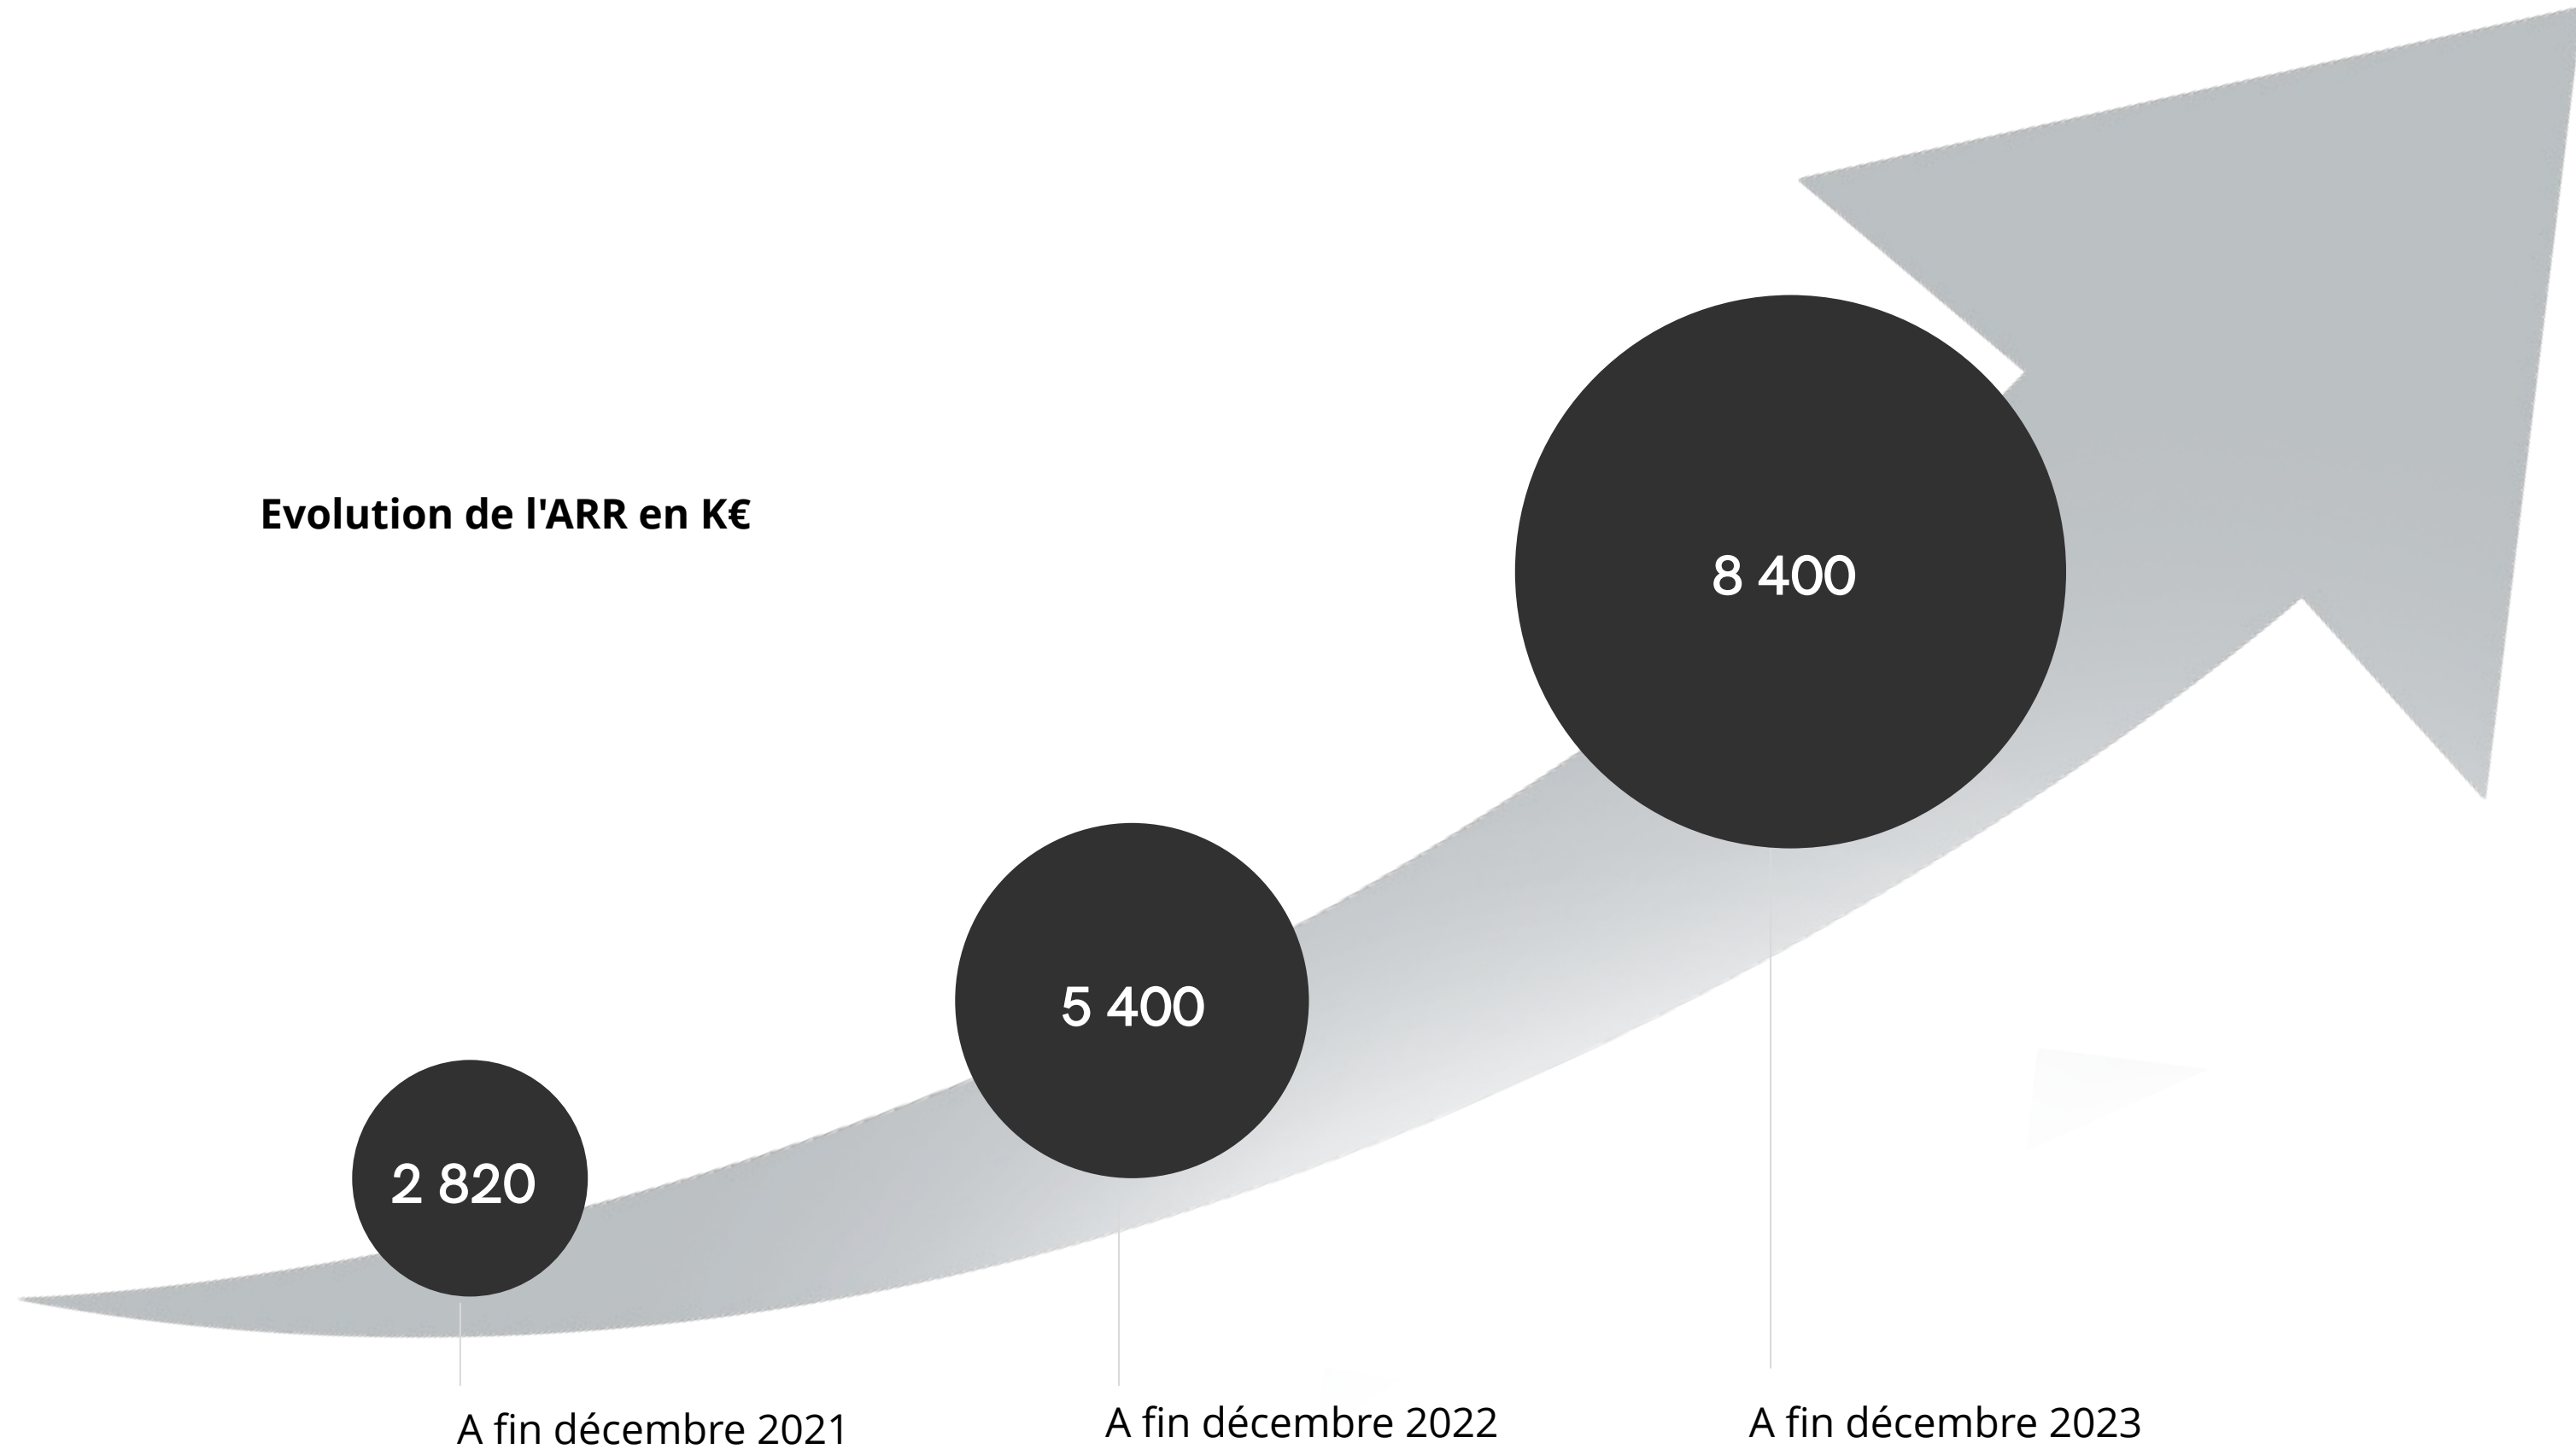 Evolution de l'ARR en K€
8 400
5 400
2 820
A fin décembre 2021
A fin décembre 2022
A fin décembre 2023